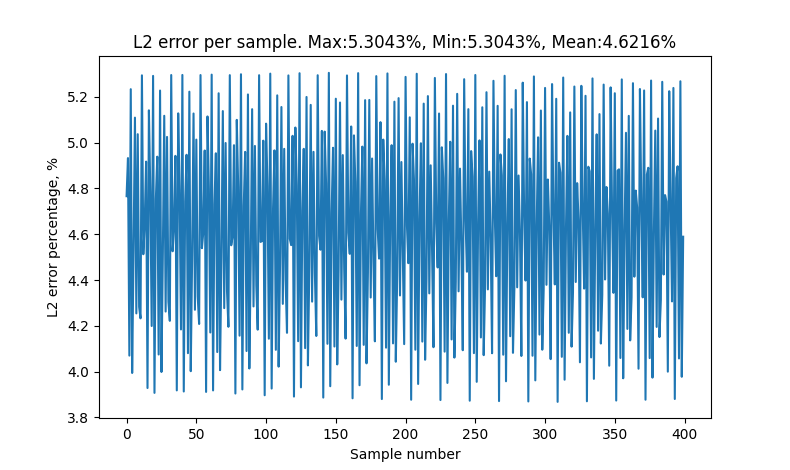 L2 error per sample. Max:5.3043%, Min:5.3043%, Mean:4.6216%
L2 error percentage, %
5.2
5.0
4.8
4.6
4.4
4.2
4.0
3.8
0 50 100 150 200 250 300 350 400
Sample number